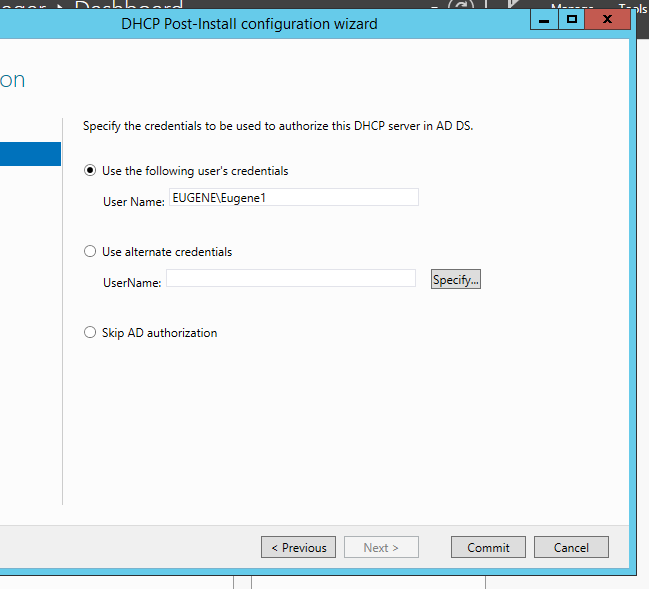 Dashboard
Manage Tools
DHCP Post-Install configuration wizard
on
Specify the credentials to be used to authorize this DHCP server in AD DS.
Use the following user's credentials
User Name: EUGENE\Eugene1
Use alternate credentials
UserName:
Specify...
Skip AD authorization
< Previous
Next >
Commit
Cancel